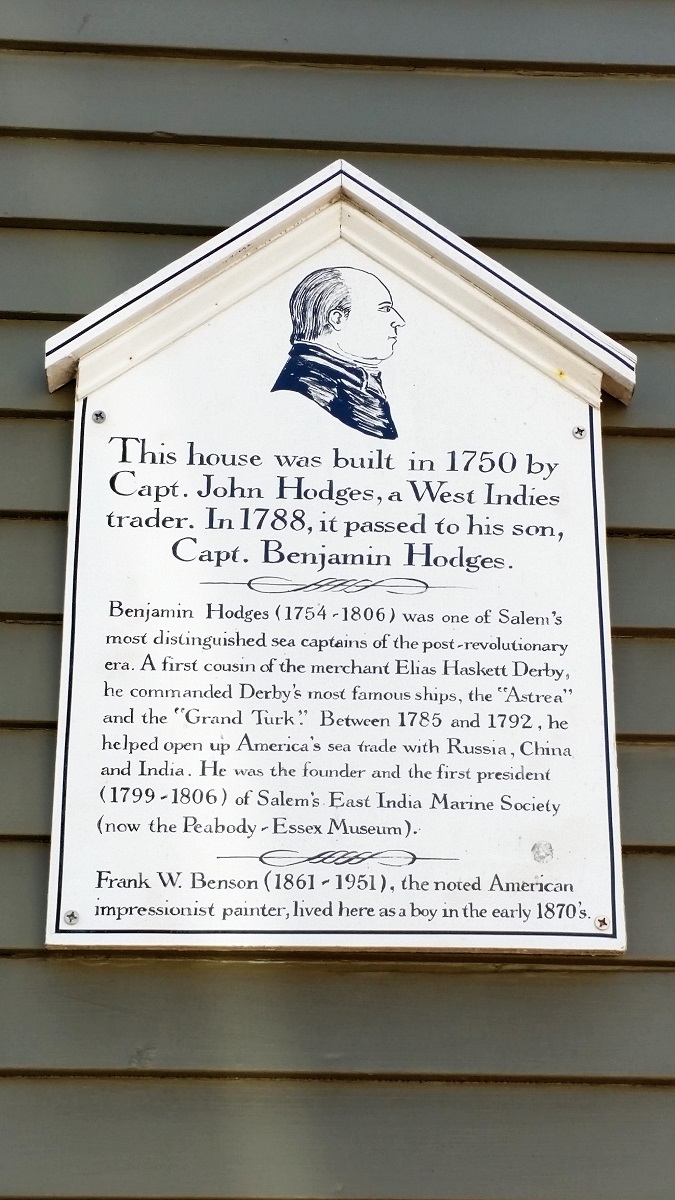 This house was built in 1750 by
Capt. John Hodges, a West Indies
trader. In 1788, it passed to his son,
Capt. Benjamin Hodges.
Benjamin Hodges (1754-1806) was one of Salem's
most distinguished sea captains of the post-revolutionary
era. A first cousin of the merchant Elias Haskett Derby,
he commanded Derby's most famous ships, the "Astrea"
and the "Grand Turk." Between 1785 and 1792, he
helped open up America's sea trade with Russia, China
and India. He was the founder and the first president
(1799-1806) of Salem's East India Marine Society
(now the Peabody-Essex Museum).
Frank W. Benson (1861-1951), the noted American
impressionist painter, lived here as a boy in the early 1870's.